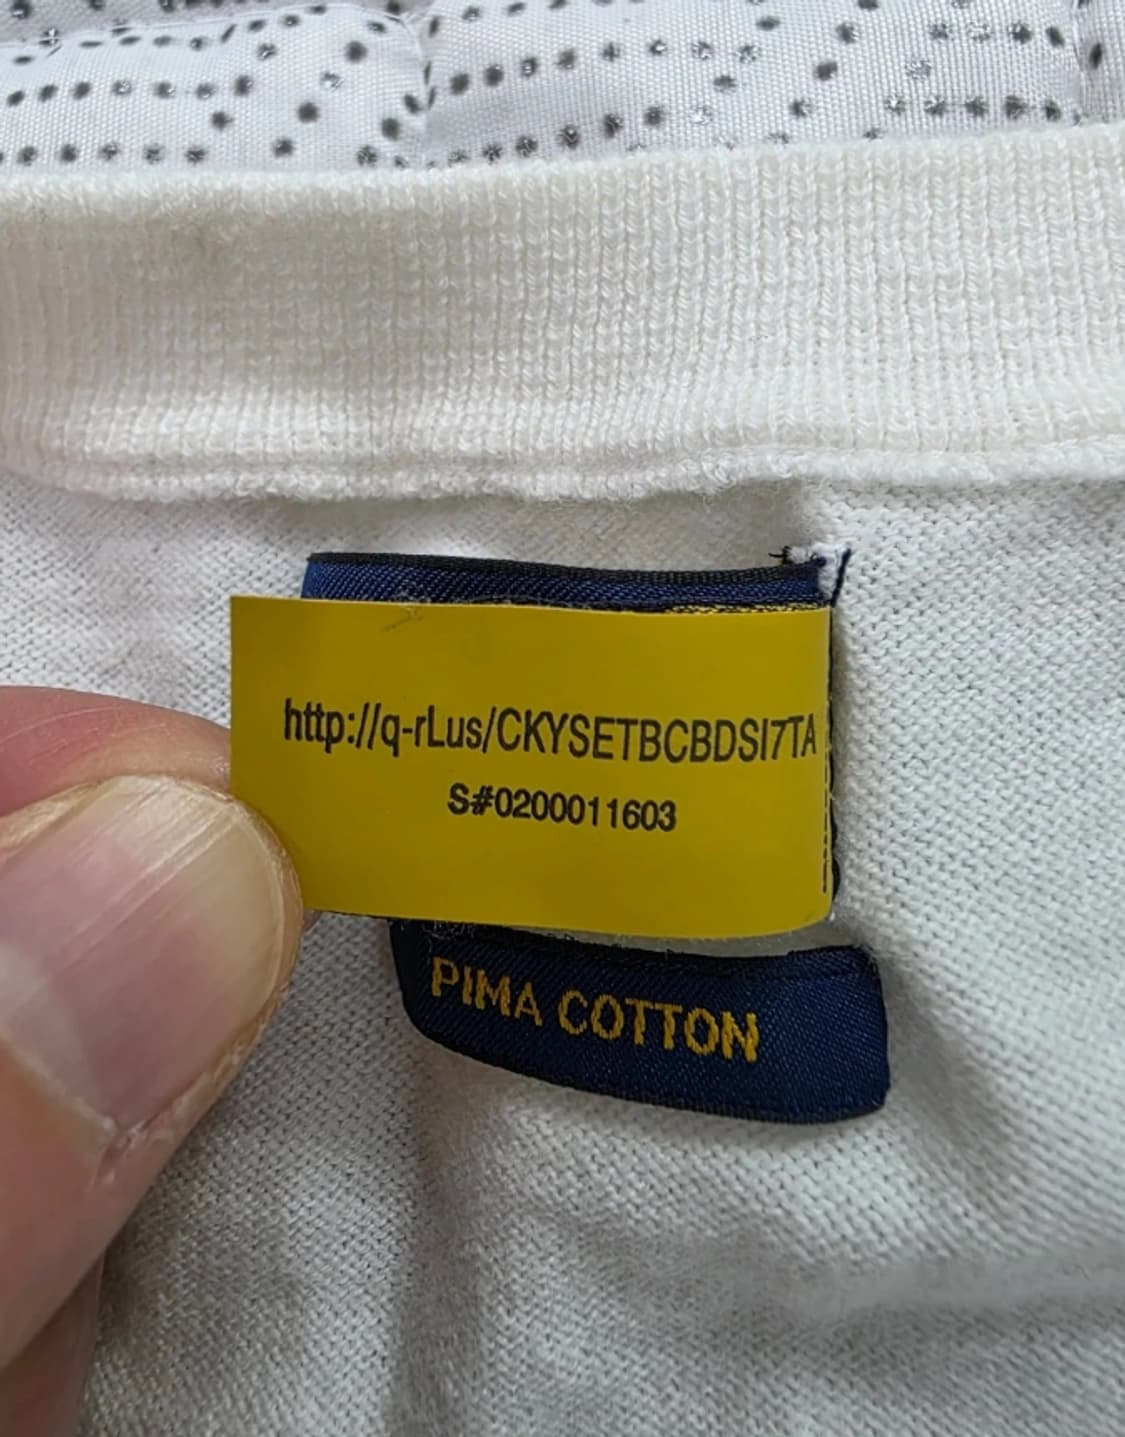 http://q-rLus/CKYSETBCBDSI7TA
S#0200011603
PIMA COTTON